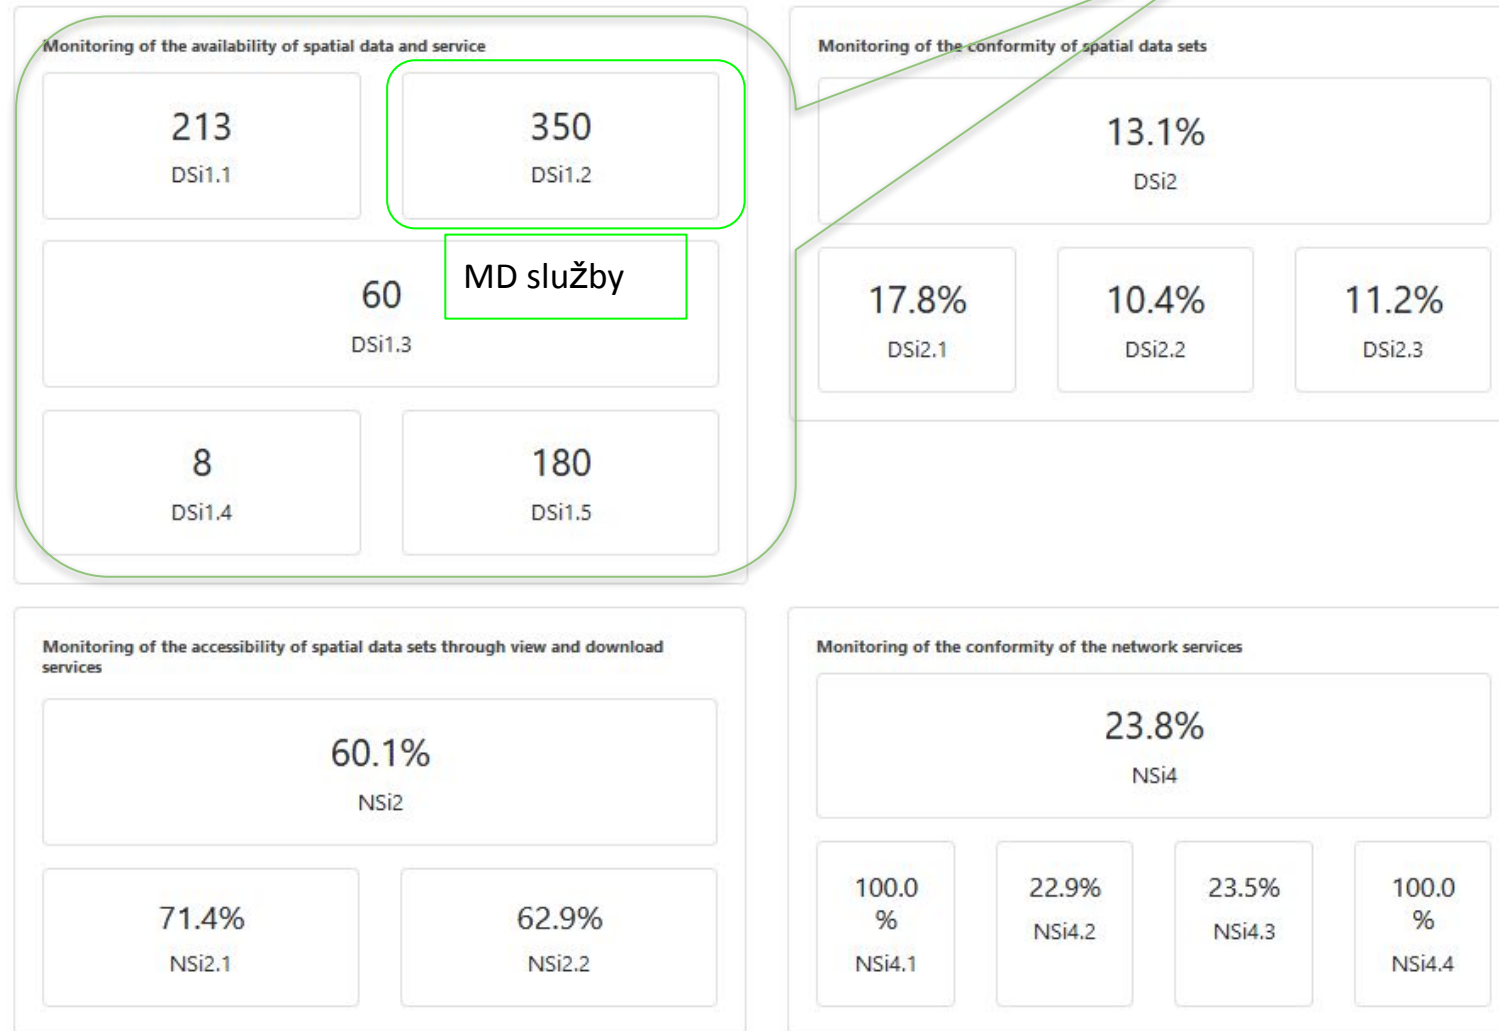 Monitoring of the availability of spatial data and service
213
DSi1.1
350
DSi1.2
MD služby
60
DSi1.3
8
DSi1.4
180
DSi1.5
Monitoring of the conformity of spatial data sets
13.1%
DSi2
17.8%
DSi2.1
10.4%
DSi2.2
11.2%
DSi2.3
Monitoring of the accessibility of spatial data sets through view and download
services
60.1%
NSi2
71.4%
NSi2.1
62.9%
NSi2.2
Monitoring of the conformity of the network services
23.8%
NSi4
100.0
%
NSi4.1
22.9%
NSi4.2
23.5%
NSi4.3
100.0
%
NSi4.4